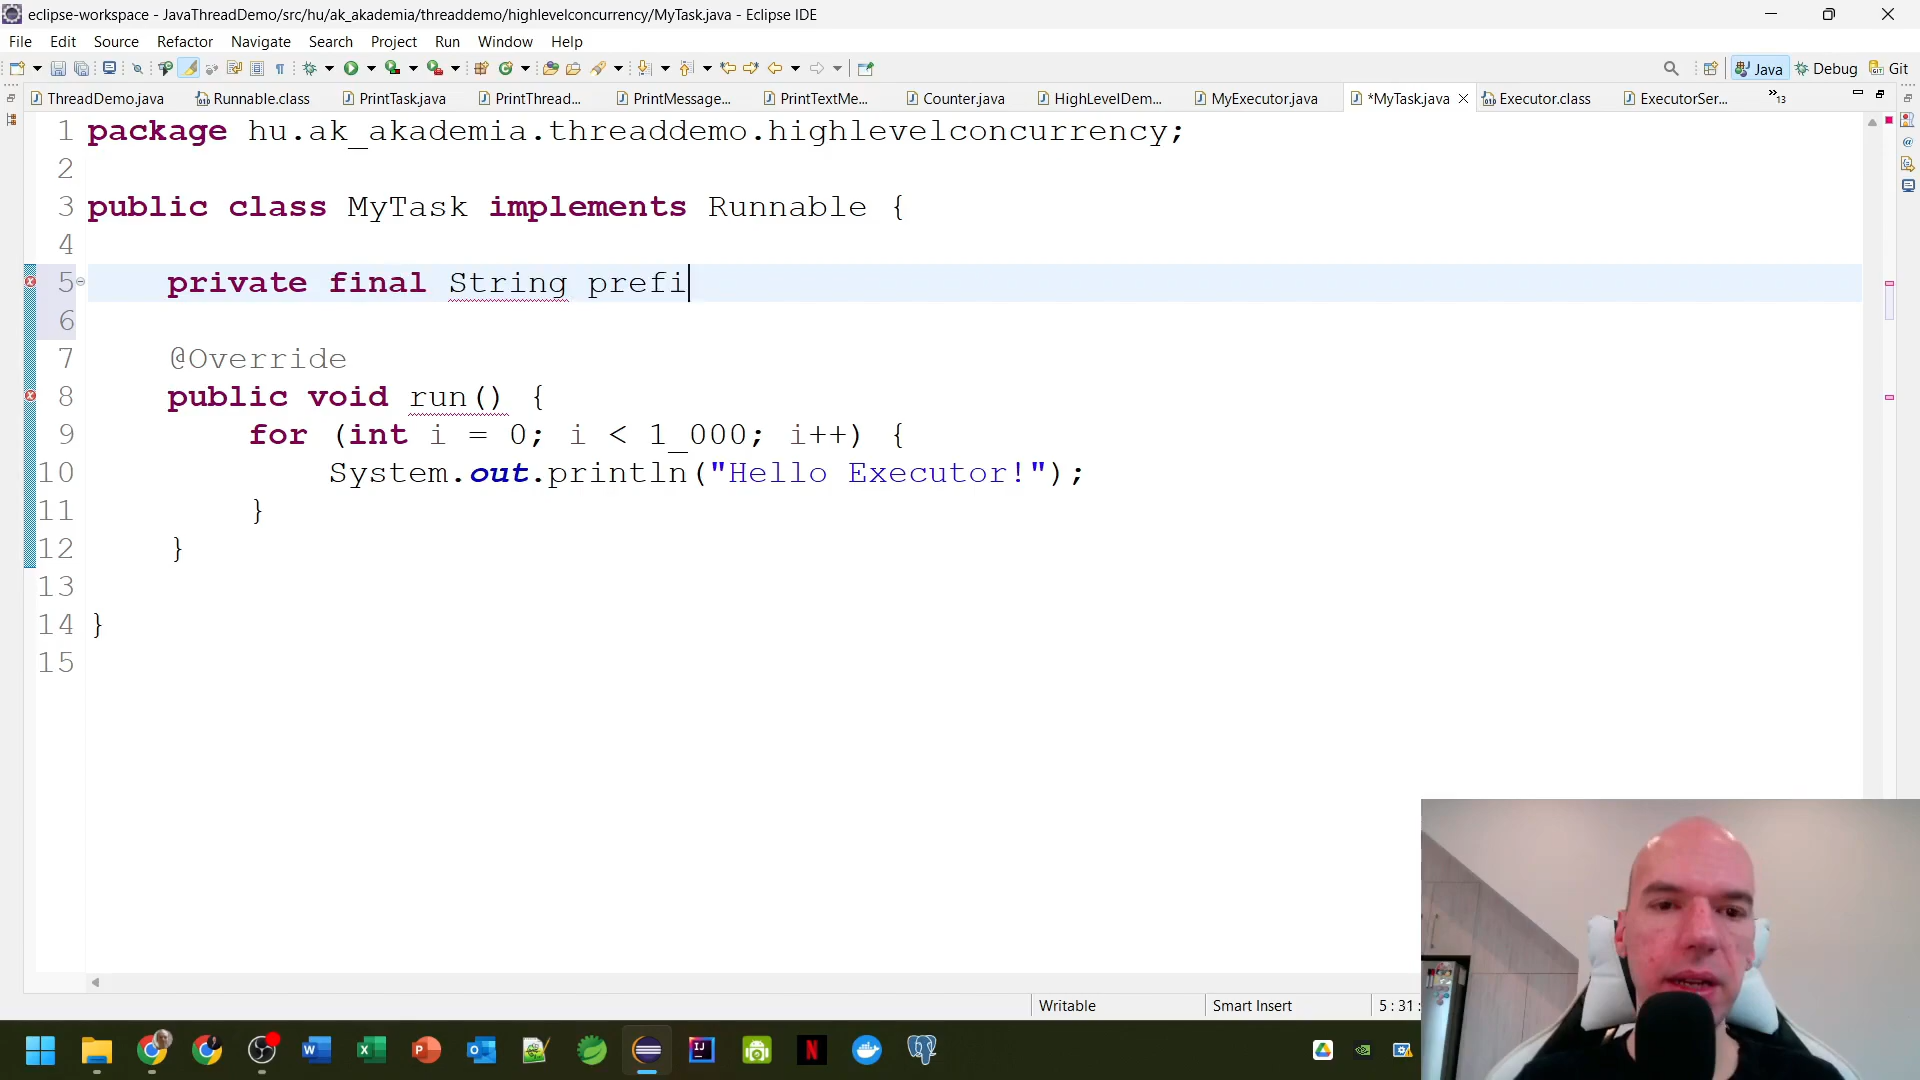 eclipse-workspace - JavaThreadDemo/src/hu/ak_akademia/threaddemo/highlevelconcurrency/MyTask.java - Eclipse IDE
File Edit Source Refactor Navigate Search Project Run Window Help
Java Debug Git
ThreadDemo.java Runnable.class PrintTask.java PrintThread... PrintMessage... PrintTextMe... Counter.java HighLevelDem... MyExecutor.java *MyTask.java Executor.class ExecutorSer... »13
1 package hu.ak_akademia.threaddemo.highlevelconcurrency;
2
3 public class MyTask implements Runnable {
4
5 private final String prefi
6
7 @Override
8 public void run() {
9 for (int i = 0; i < 1_000; i++) {
10 System.out.println("Hello Executor!");
11 }
12 }
13
14 }
15
Writable Smart Insert 5 : 31 :